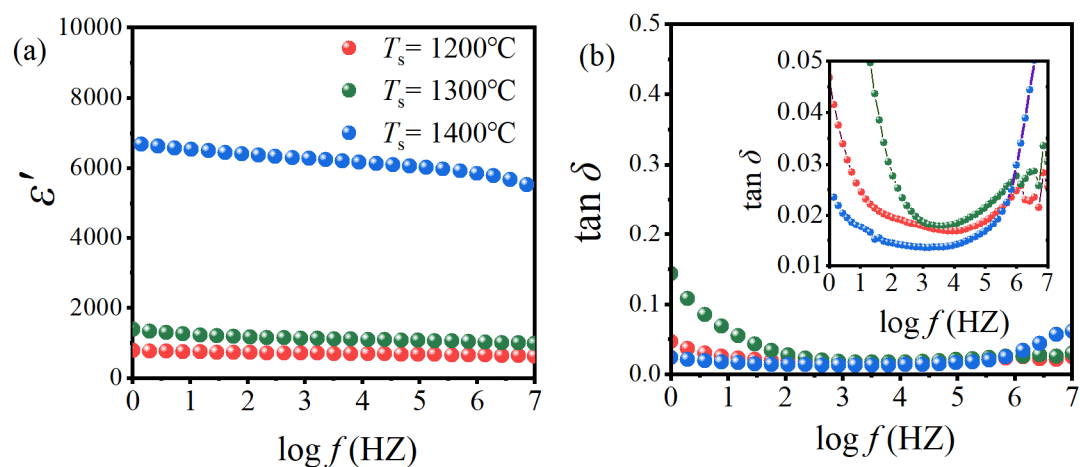 (a)
10000
8000
6000
4000
2000
0
ε′
Ts= 1200℃
Ts= 1300℃
Ts= 1400℃
0 1 2 3 4 5 6 7
log f (HZ)
(b)
0.5
0.4
0.3
0.2
0.1
0.0
tan δ
0.05
0.04
0.03
0.02
0.01
tan δ
0 1 2 3 4 5 6 7
log f (HZ)
0 1 2 3 4 5 6 7
log f (HZ)